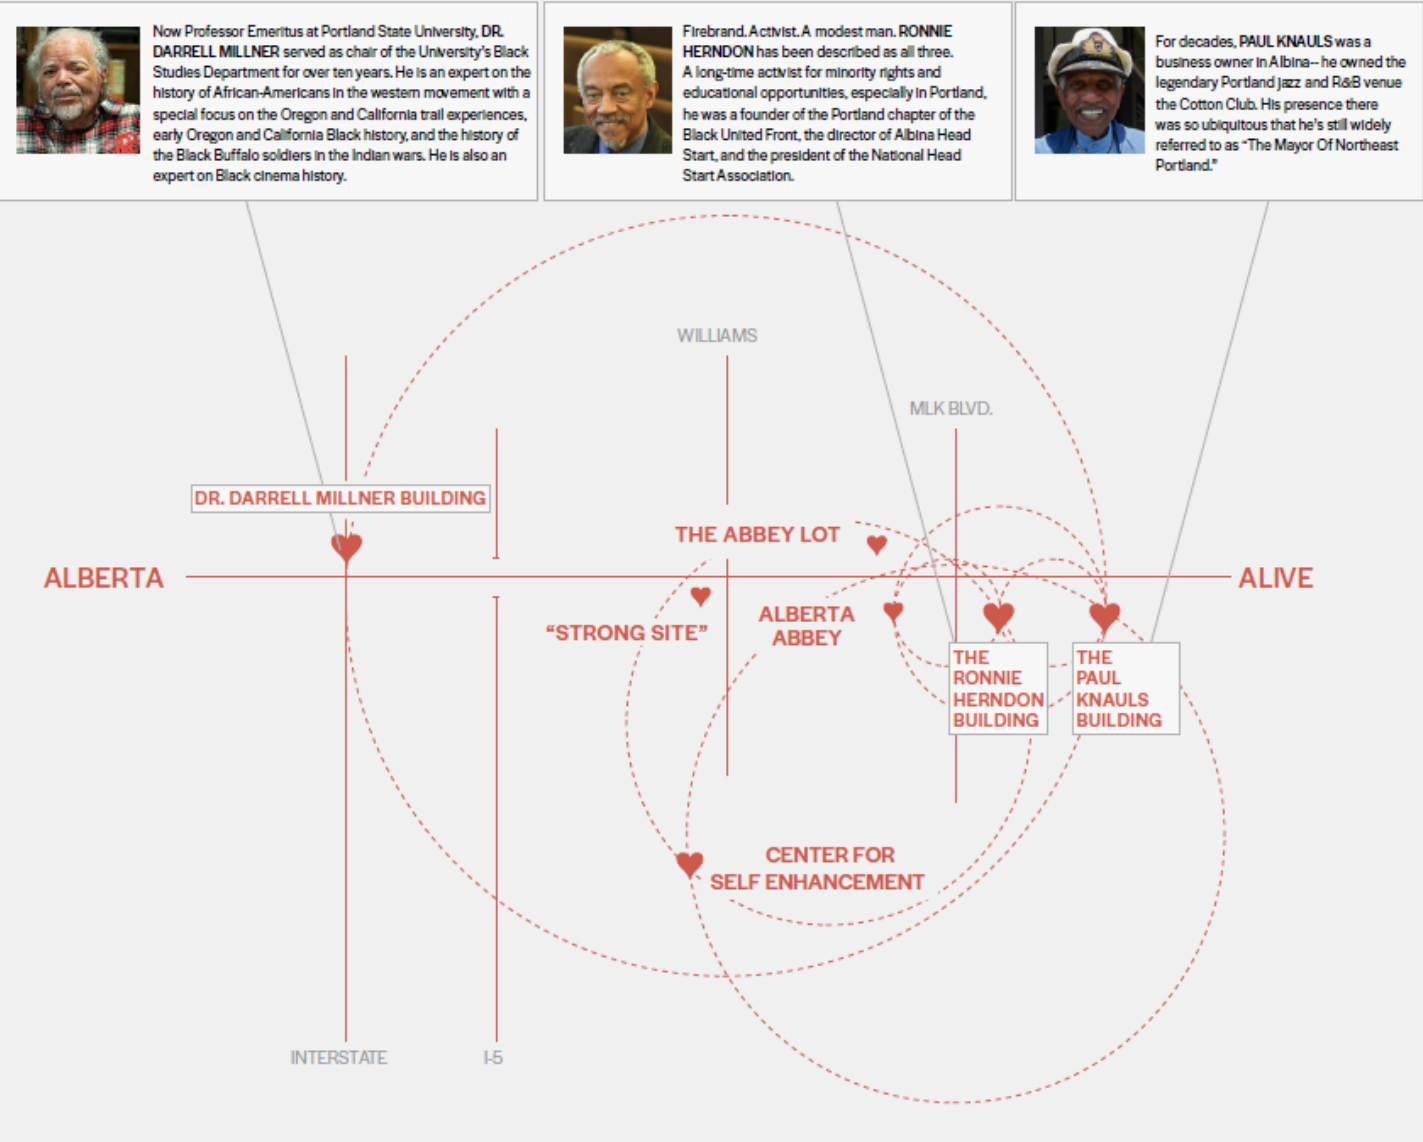 Now Professor Emeritus at Portland State University, DR.
DARRELL MILLNER served as chair of the University's Black
Studies Department for over ten years. He is an expert on the
history of African-Americans in the western movement with a
special focus on the Oregon and California trail experiences,
early Oregon and California Black history, and the history of
the Black Buffalo soldiers in the Indian wars. He is also an
expert on Black cinema history.
Firebrand. Activist. A modest man. RONNIE
HERNDON has been described as all three.
A long-time activist for minority rights and
educational opportunities, especially in Portland,
he was a founder of the Portland chapter of the
Black United Front, the director of Albina Head
Start, and the president of the National Head
Start Association.
For decades, PAUL KNAULS was a
business owner in Albina-- he owned the
legendary Portland jazz and R&B venue
the Cotton Club. His presence there
was so ubiquitous that he's still widely
referred to as "The Mayor Of Northeast
Portland."
WILLIAMS
MLK BLVD.
DR. DARRELL MILLNER BUILDING
THE ABBEY LOT
ALBERTA
ALIVE
"STRONG SITE"
ALBERTA
ABBEY
THE
RONNIE
HERNDON
BUILDING
THE
PAUL
KNAULS
BUILDING
CENTER FOR
SELF ENHANCEMENT
INTERSTATE
I-5